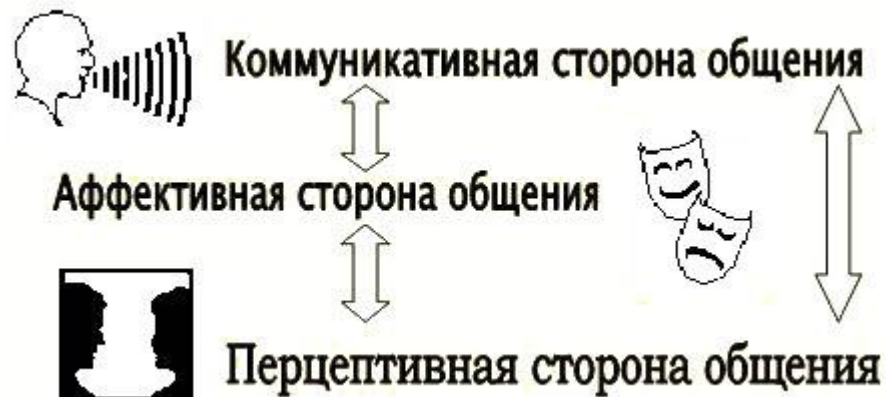 Коммуникативная сторона общения
Аффективная сторона общения
Перцептивная сторона общения